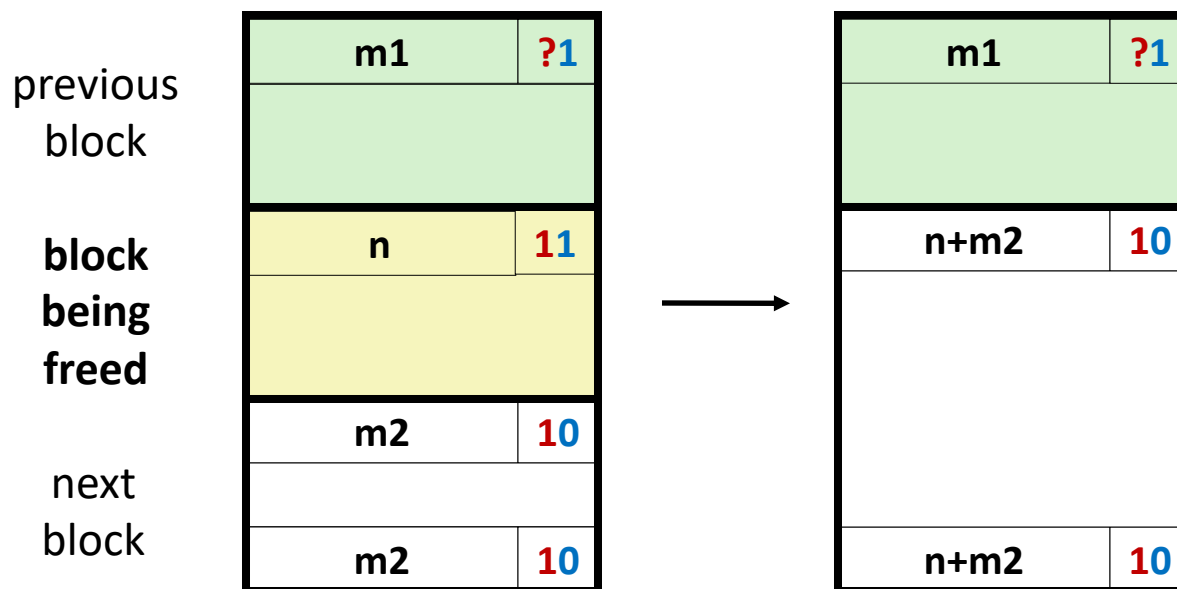 previous
block
m1 ?1
block
being
freed
n 11
next
block
m2 10
m2 10
m1 ?1
n+m2 10
n+m2 10